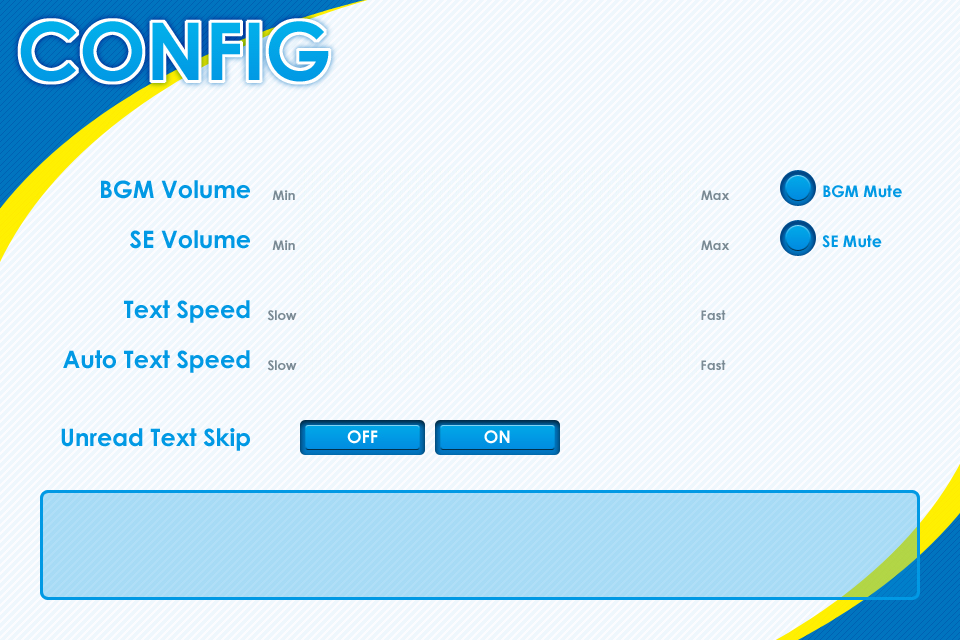 CONFIG
BGM Volume Min Max BGM Mute
SE Volume Min Max SE Mute
Text Speed Slow Fast
Auto Text Speed Slow Fast
Unread Text Skip OFF ON